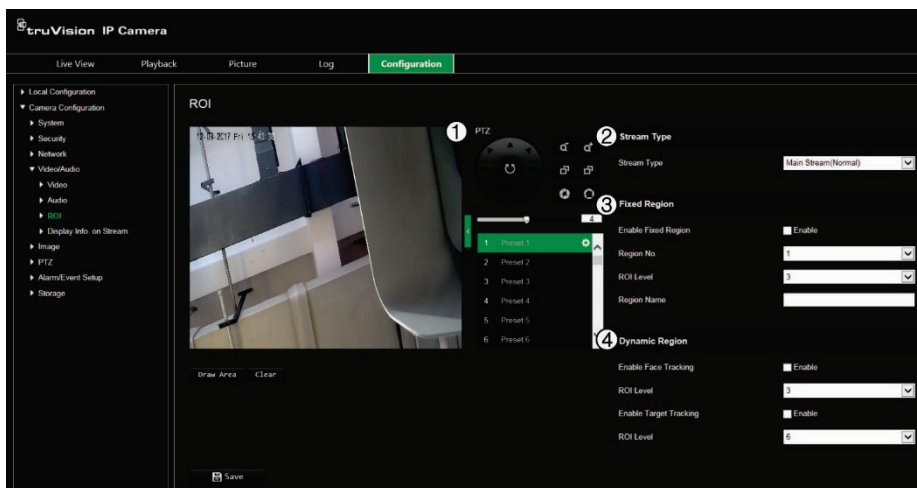 truVision IP Camera
Live View Playback Picture Log Configuration
Local Configuration
Camera Configuration
System
Security
Network
Video/Audio
Video
Audio
ROI
Display Info. on Stream
Image
PTZ
Alarm/Event Setup
Storage
ROI
Draw Area Clear
Save
1 PTZ
4
1 Preset 1
2 Preset 2
3 Preset 3
4 Preset 4
5 Preset 5
6 Preset 6
2 Stream Type
Stream Type Main Stream(Normal)
3 Fixed Region
Enable Fixed Region Enable
Region No. 1
ROI Level 3
Region Name
4 Dynamic Region
Enable Face Tracking Enable
ROI Level 3
Enable Target Tracking Enable
ROI Level 6